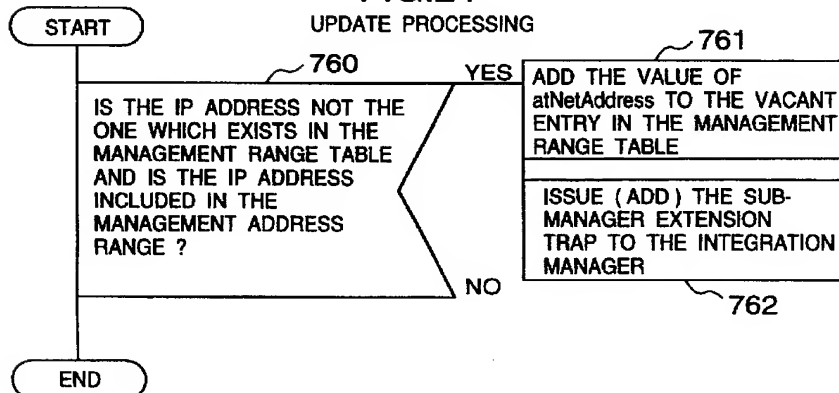 START
UPDATE PROCESSING
760
YES
761
IS THE IP ADDRESS NOT THE
ONE WHICH EXISTS IN THE
MANAGEMENT RANGE TABLE
AND IS THE IP ADDRESS
INCLUDED IN THE
MANAGEMENT ADDRESS
RANGE ?
ADD THE VALUE OF
atNetAddress TO THE VACANT
ENTRY IN THE MANAGEMENT
RANGE TABLE
ISSUE ( ADD ) THE SUB-
MANAGER EXTENSION
TRAP TO THE INTEGRATION
MANAGER
NO
762
END